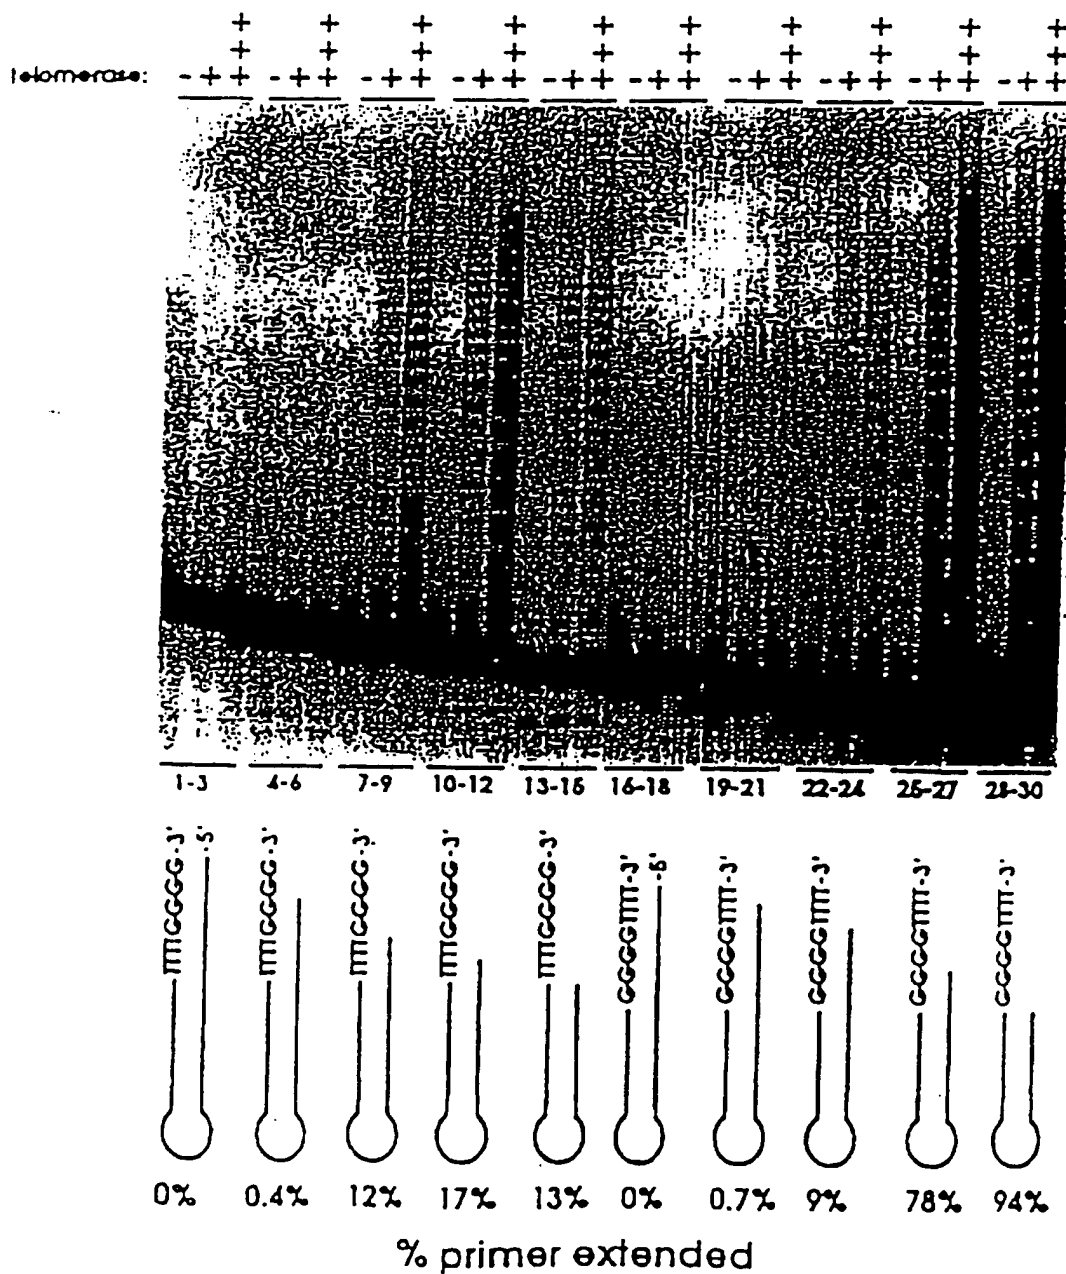 + + + + + + + + + +
+ + + + + + + + + +
telomerase: - + + - + + - + + - + + - + + - + + - + + - + + - + + - + +
1-3 4-6 7-9 10-12 13-15 16-18 19-21 22-24 25-27 28-30
TTTTGGGG-3' -5' TTTTGGGG-3' TTTTGGGG-3' TTTTGGGG-3' TTTTGGGG-3' GGGGTTTT-3' -5' GGGGTTTT-3' GGGGTTTT-3' GGGGTTTT-3' GGGGTTTT-3'
0% 0.4% 12% 17% 13% 0% 0.7% 9% 78% 94%
% primer extended